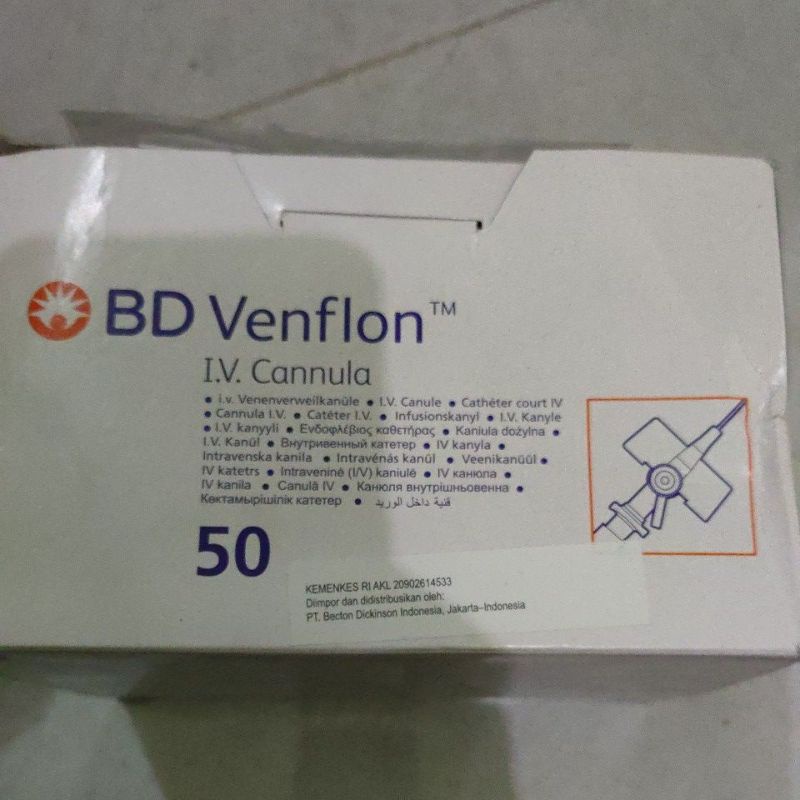 BD Venflon™
I.V. Cannula
• i.v. Venenverweilkanüle • I.V. Canule • Cathéter court IV
• Cannula I.V. • Catéter I.V. • Infusionskanyl • I.V. Kanyle
• I.V. kanyyli • Ενδοφλέβιος καθετήρας • Kaniula dożylna •
I.V. Kanül • Внутривенный катетер • IV kanyla •
Intravenska kanila • Intravénás kanül • Veenikanüül •
IV katetrs • Intraveninė (I/V) kaniulė • IV канюла •
IV kanila • Canulă IV • Канюля внутрішньовенна •
Көктамырішілік катетер • قنية داخل الوريد
50
KEMENKES RI AKL 20902614533
Diimpor dan didistribusikan oleh:
PT. Becton Dickinson Indonesia, Jakarta–Indonesia